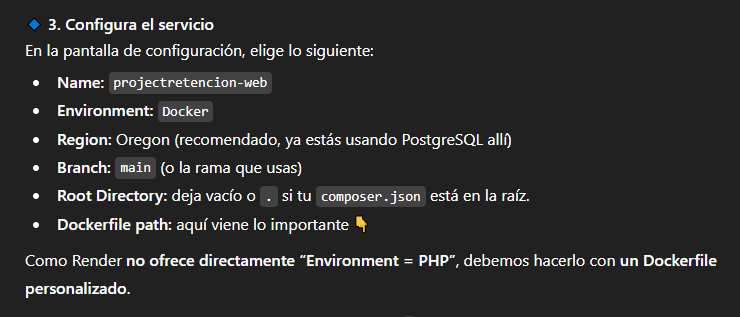 🔹 3. Configura el servicio
En la pantalla de configuración, elige lo siguiente:
• Name: projectretencion-web
• Environment: Docker
• Region: Oregon (recomendado, ya estás usando PostgreSQL allí)
• Branch: main (o la rama que usas)
• Root Directory: deja vacío o . si tu composer.json está en la raíz.
• Dockerfile path: aquí viene lo importante 👇
Como Render no ofrece directamente “Environment = PHP”, debemos hacerlo con un Dockerfile
personalizado.